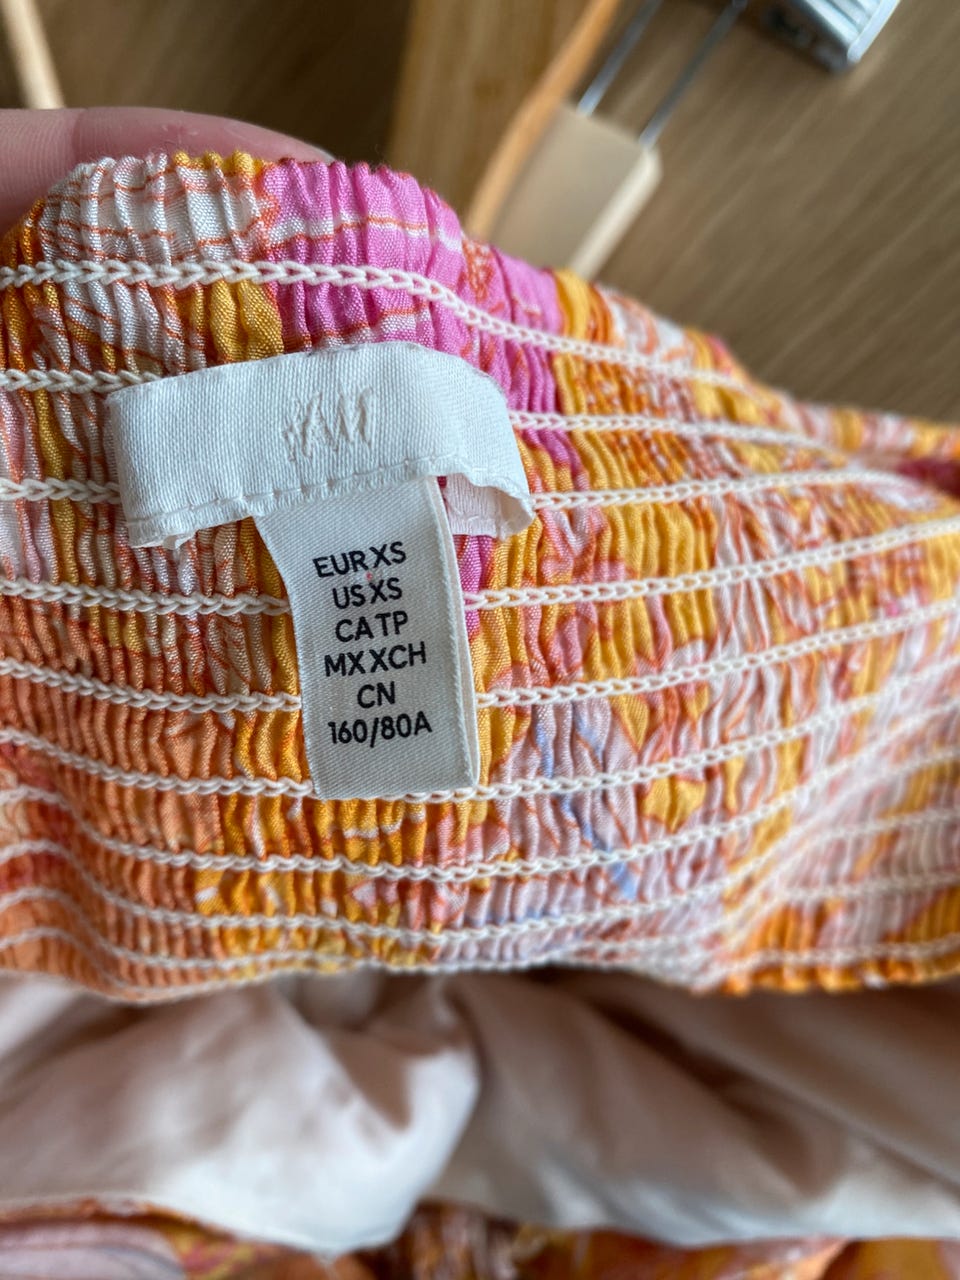 H&M
EUR XS
US XS
CA TP
MX XCH
CN
160/80A